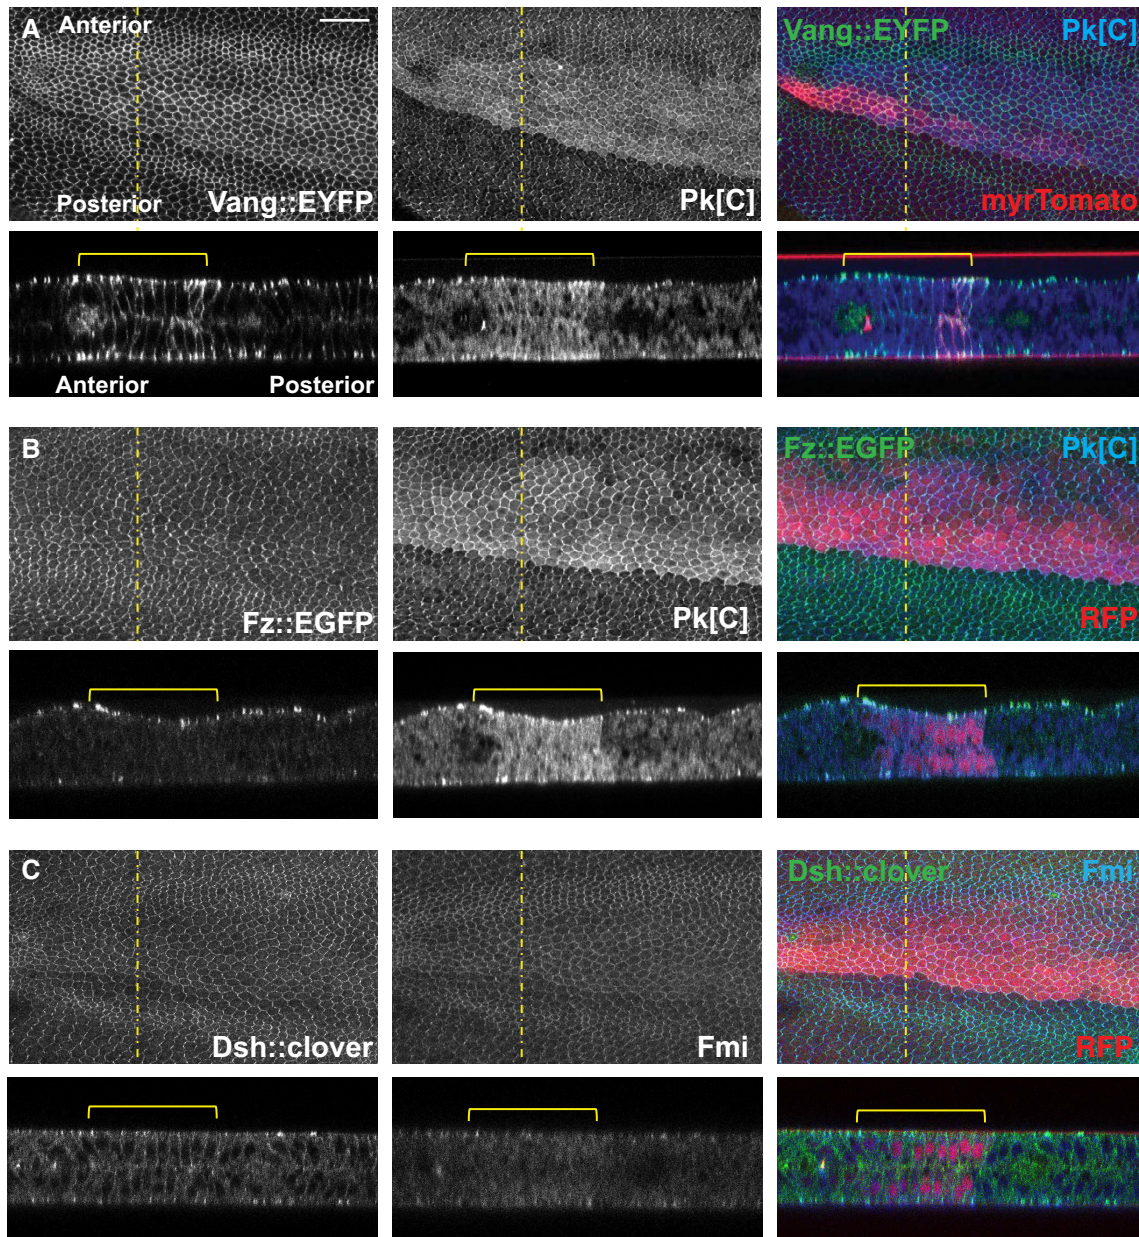 A
Anterior
Posterior
Vang::EYFP
Pk[C]
Vang::EYFP
Pk[C]
myrTomato
Anterior
Posterior
B
Fz::EGFP
Pk[C]
Fz::EGFP
Pk[C]
RFP
C
Dsh::clover
Fmi
Dsh::clover
Fmi
RFP